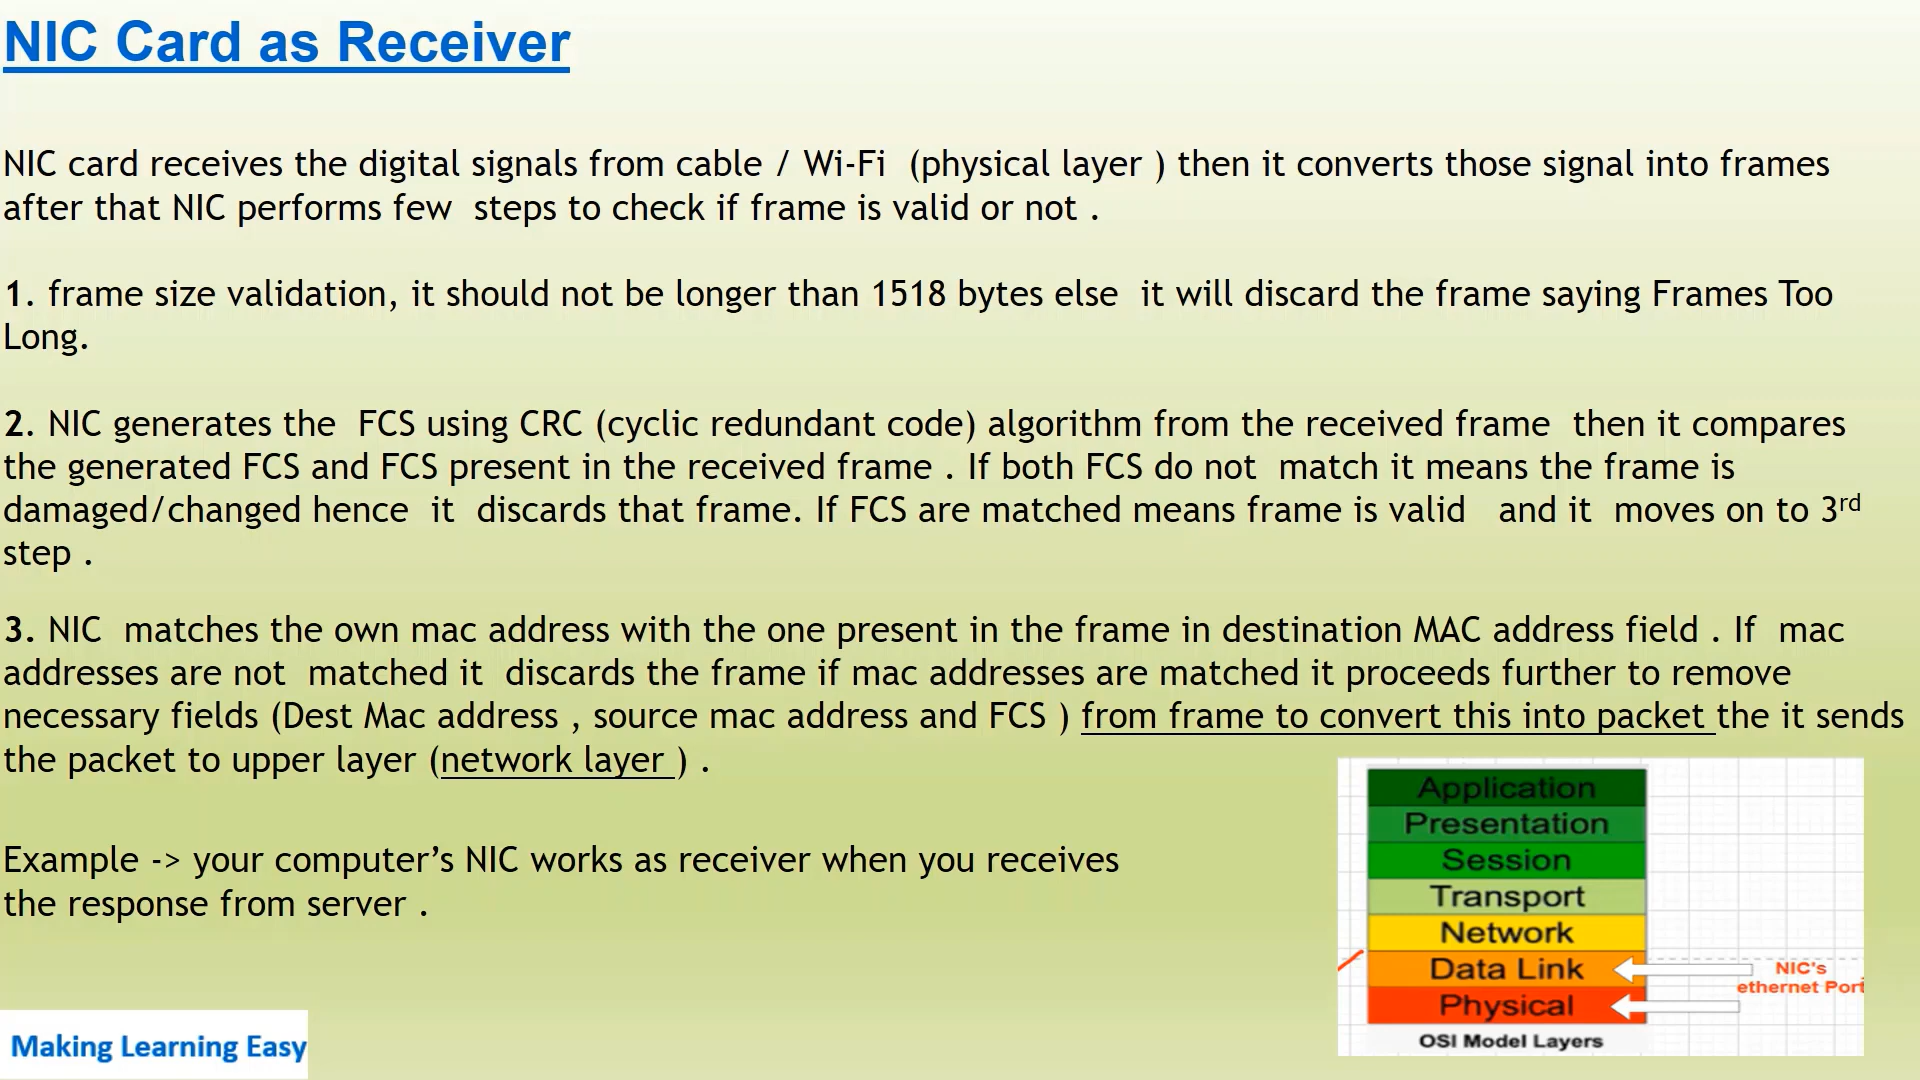 NIC Card as Receiver
NIC card receives the digital signals from cable / Wi-Fi  (physical layer ) then it converts those signal into frames
after that NIC performs few  steps to check if frame is valid or not .
1. frame size validation, it should not be longer than 1518 bytes else  it will discard the frame saying Frames Too
Long.
2. NIC generates the  FCS using CRC (cyclic redundant code) algorithm from the received frame  then it compares
the generated FCS and FCS present in the received frame . If both FCS do not  match it means the frame is
damaged/changed hence  it  discards that frame. If FCS are matched means frame is valid   and it  moves on to 3rd
step .
3. NIC  matches the own mac address with the one present in the frame in destination MAC address field . If  mac
addresses are not  matched it  discards the frame if mac addresses are matched it proceeds further to remove
necessary fields (Dest Mac address , source mac address and FCS ) from frame to convert this into packet the it sends
the packet to upper layer (network layer ) .
Example -> your computer’s NIC works as receiver when you receives
the response from server .
Application
Presentation
Session
Transport
Network
Data Link
Physical
NIC's
ethernet Port
OSI Model Layers
Making Learning Easy